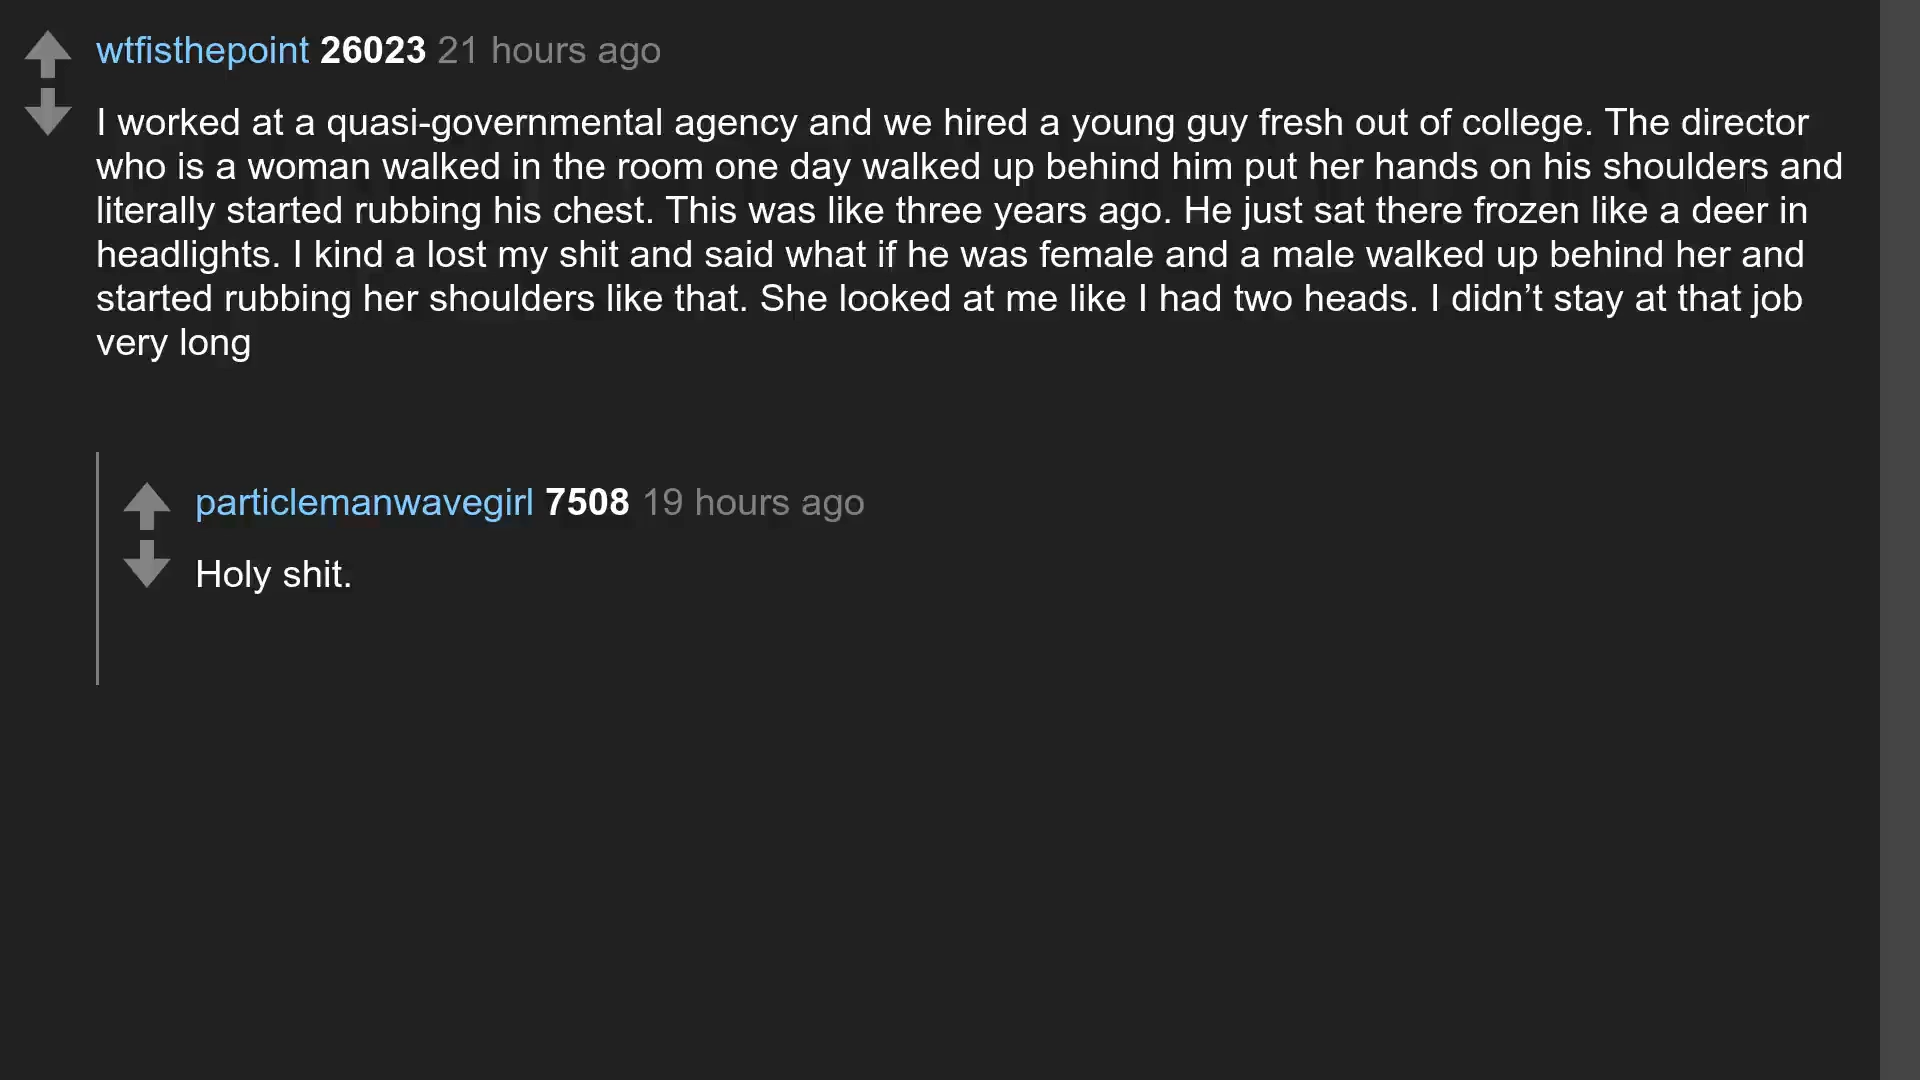 wtfisthepoint 26023 21 hours ago
I worked at a quasi-governmental agency and we hired a young guy fresh out of college. The director
who is a woman walked in the room one day walked up behind him put her hands on his shoulders and
literally started rubbing his chest. This was like three years ago. He just sat there frozen like a deer in
headlights. I kind a lost my shit and said what if he was female and a male walked up behind her and
started rubbing her shoulders like that. She looked at me like I had two heads. I didn’t stay at that job
very long
particlemanwavegirl 7508 19 hours ago
Holy shit.